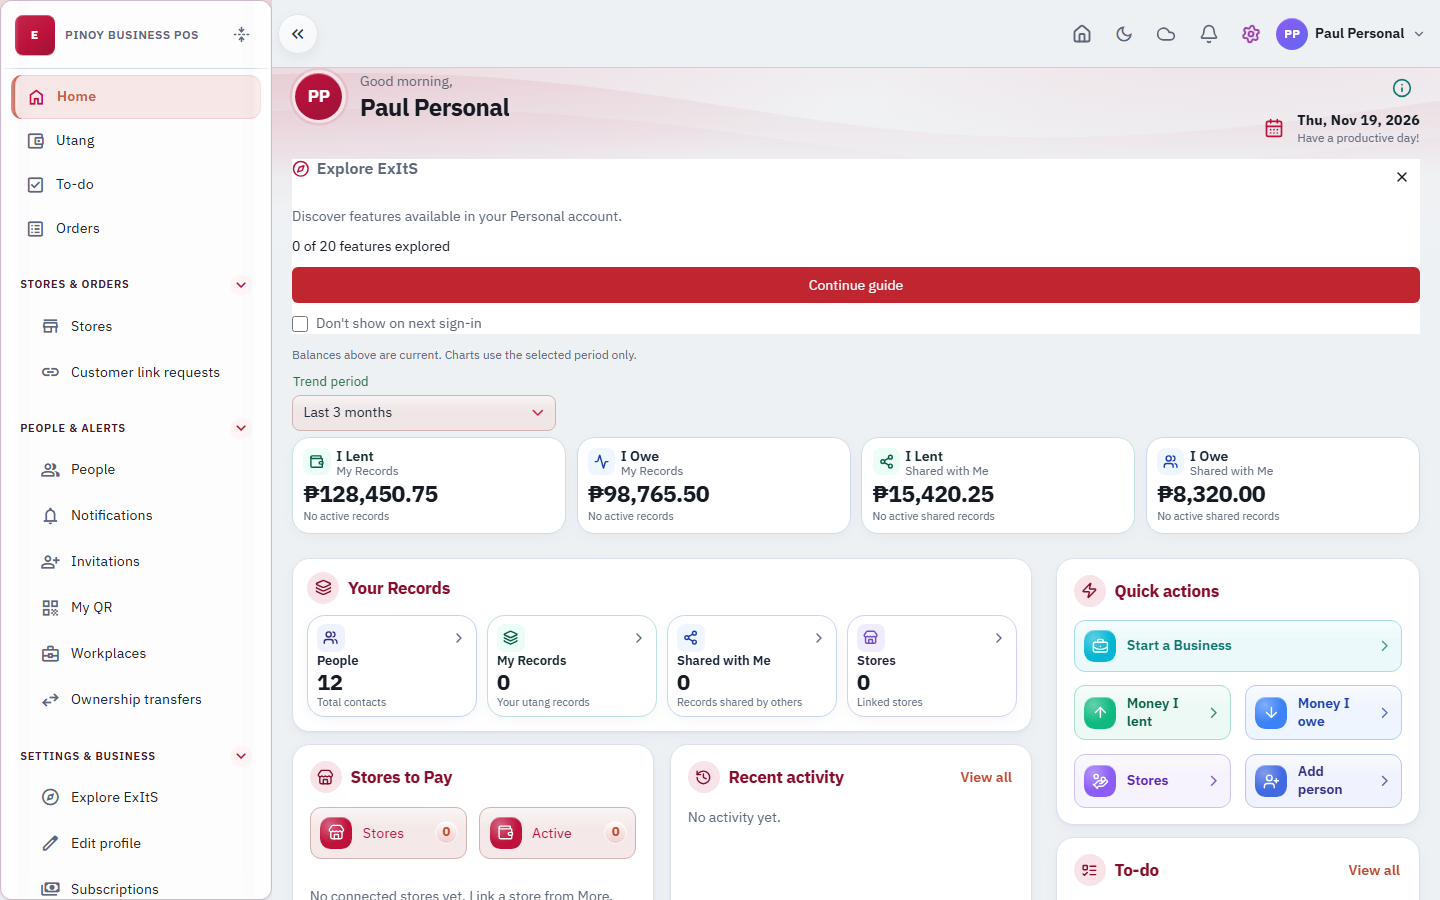 E
PINOY BUSINESS POS
Home
Utang
To-do
Orders
STORES & ORDERS
Stores
Customer link requests
PEOPLE & ALERTS
People
Notifications
Invitations
My QR
Workplaces
Ownership transfers
SETTINGS & BUSINESS
Explore ExItS
Edit profile
Subscriptions
PP
Paul Personal
PP
Good morning,
Paul Personal
Thu, Nov 19, 2026
Have a productive day!
Explore ExItS
Discover features available in your Personal account.
0 of 20 features explored
Continue guide
Don't show on next sign-in
Balances above are current. Charts use the selected period only.
Trend period
Last 3 months
I Lent
My Records
₱128,450.75
No active records
I Owe
My Records
₱98,765.50
No active records
I Lent
Shared with Me
₱15,420.25
No active shared records
I Owe
Shared with Me
₱8,320.00
No active shared records
Your Records
People
12
Total contacts
My Records
0
Your utang records
Shared with Me
0
Records shared by others
Stores
0
Linked stores
Stores to Pay
Stores 0
Active 0
No connected stores yet. Link a store from More.
Recent activity
View all
No activity yet.
Quick actions
Start a Business
Money I
lent
Money I
owe
Stores
Add
person
To-do
View all